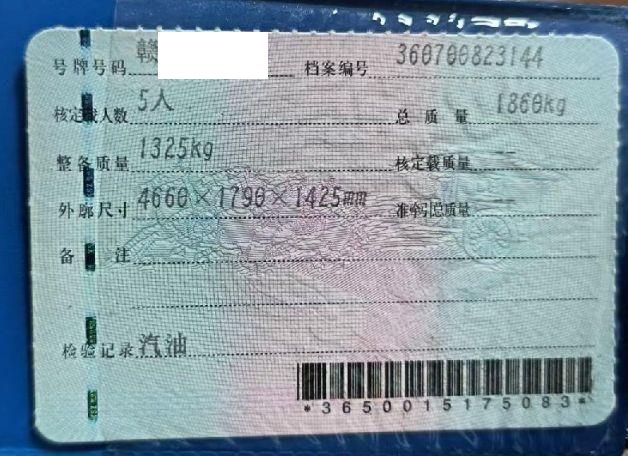 号牌号码 赣 档案编号 360700823144
核定载人数 5人 总质量 1860kg
整备质量 1325kg 核定载质量 --
外廓尺寸 4660×1790×1425mm 准牵引总质量 --
备注
检验记录 汽油
*3650015175083*